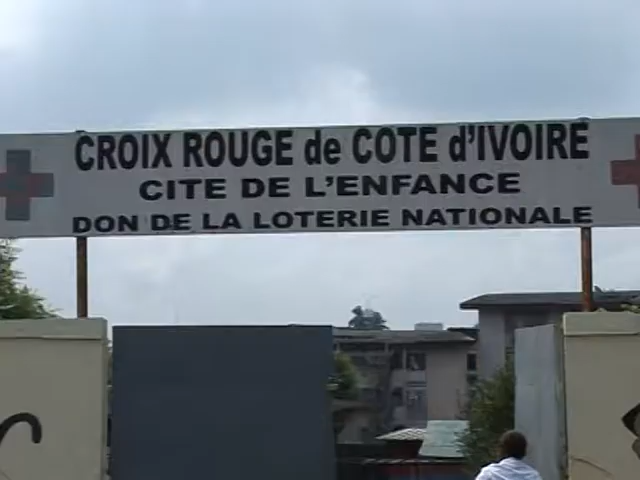 CROIX ROUGE de COTE d'IVOIRE
CITE DE L'ENFANCE
DON DE LA LOTERIE NATIONALE